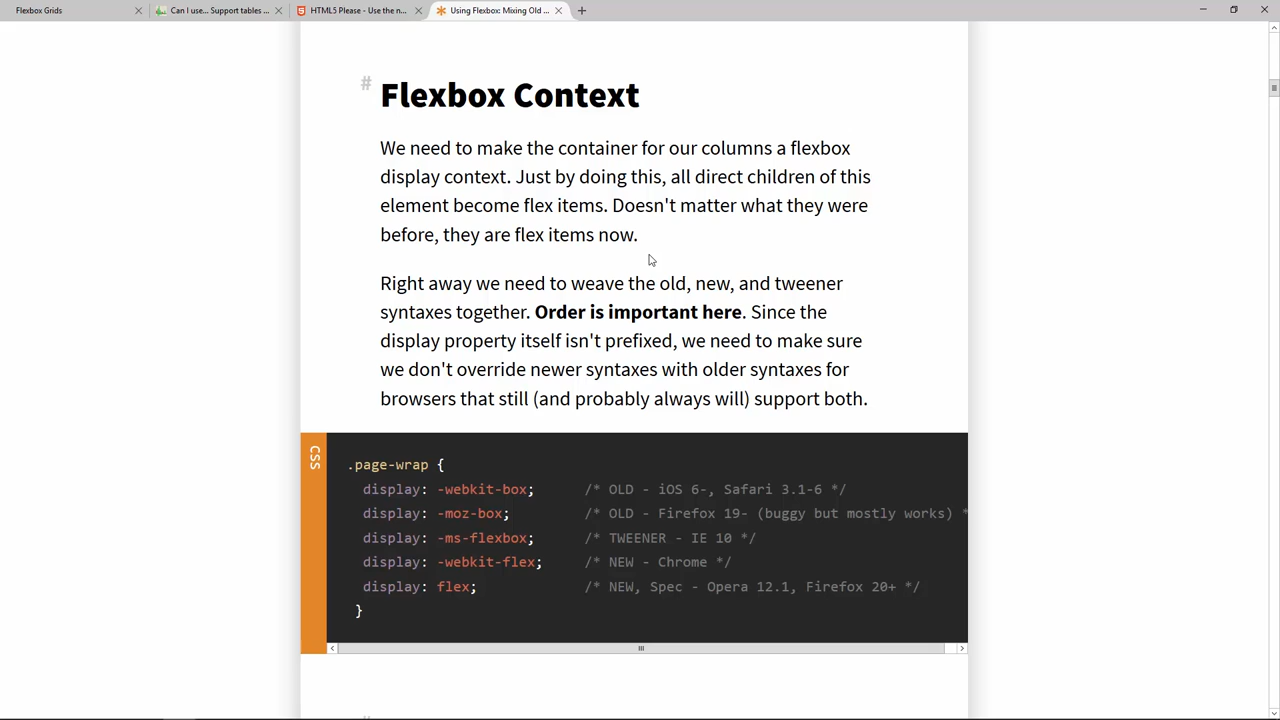 Flexbox Grids
Can I use... Support tables ...
HTML5 Please - Use the n...
Using Flexbox: Mixing Old ...
# Flexbox Context
We need to make the container for our columns a flexbox
display context. Just by doing this, all direct children of this
element become flex items. Doesn't matter what they were
before, they are flex items now.
Right away we need to weave the old, new, and tweener
syntaxes together. Order is important here. Since the
display property itself isn't prefixed, we need to make sure
we don't override newer syntaxes with older syntaxes for
browsers that still (and probably always will) support both.
CSS
.page-wrap {
display: -webkit-box; /* OLD - iOS 6-, Safari 3.1-6 */
display: -moz-box; /* OLD - Firefox 19- (buggy but mostly works) *
display: -ms-flexbox; /* TWEENER - IE 10 */
display: -webkit-flex; /* NEW - Chrome */
display: flex; /* NEW, Spec - Opera 12.1, Firefox 20+ */
}
#